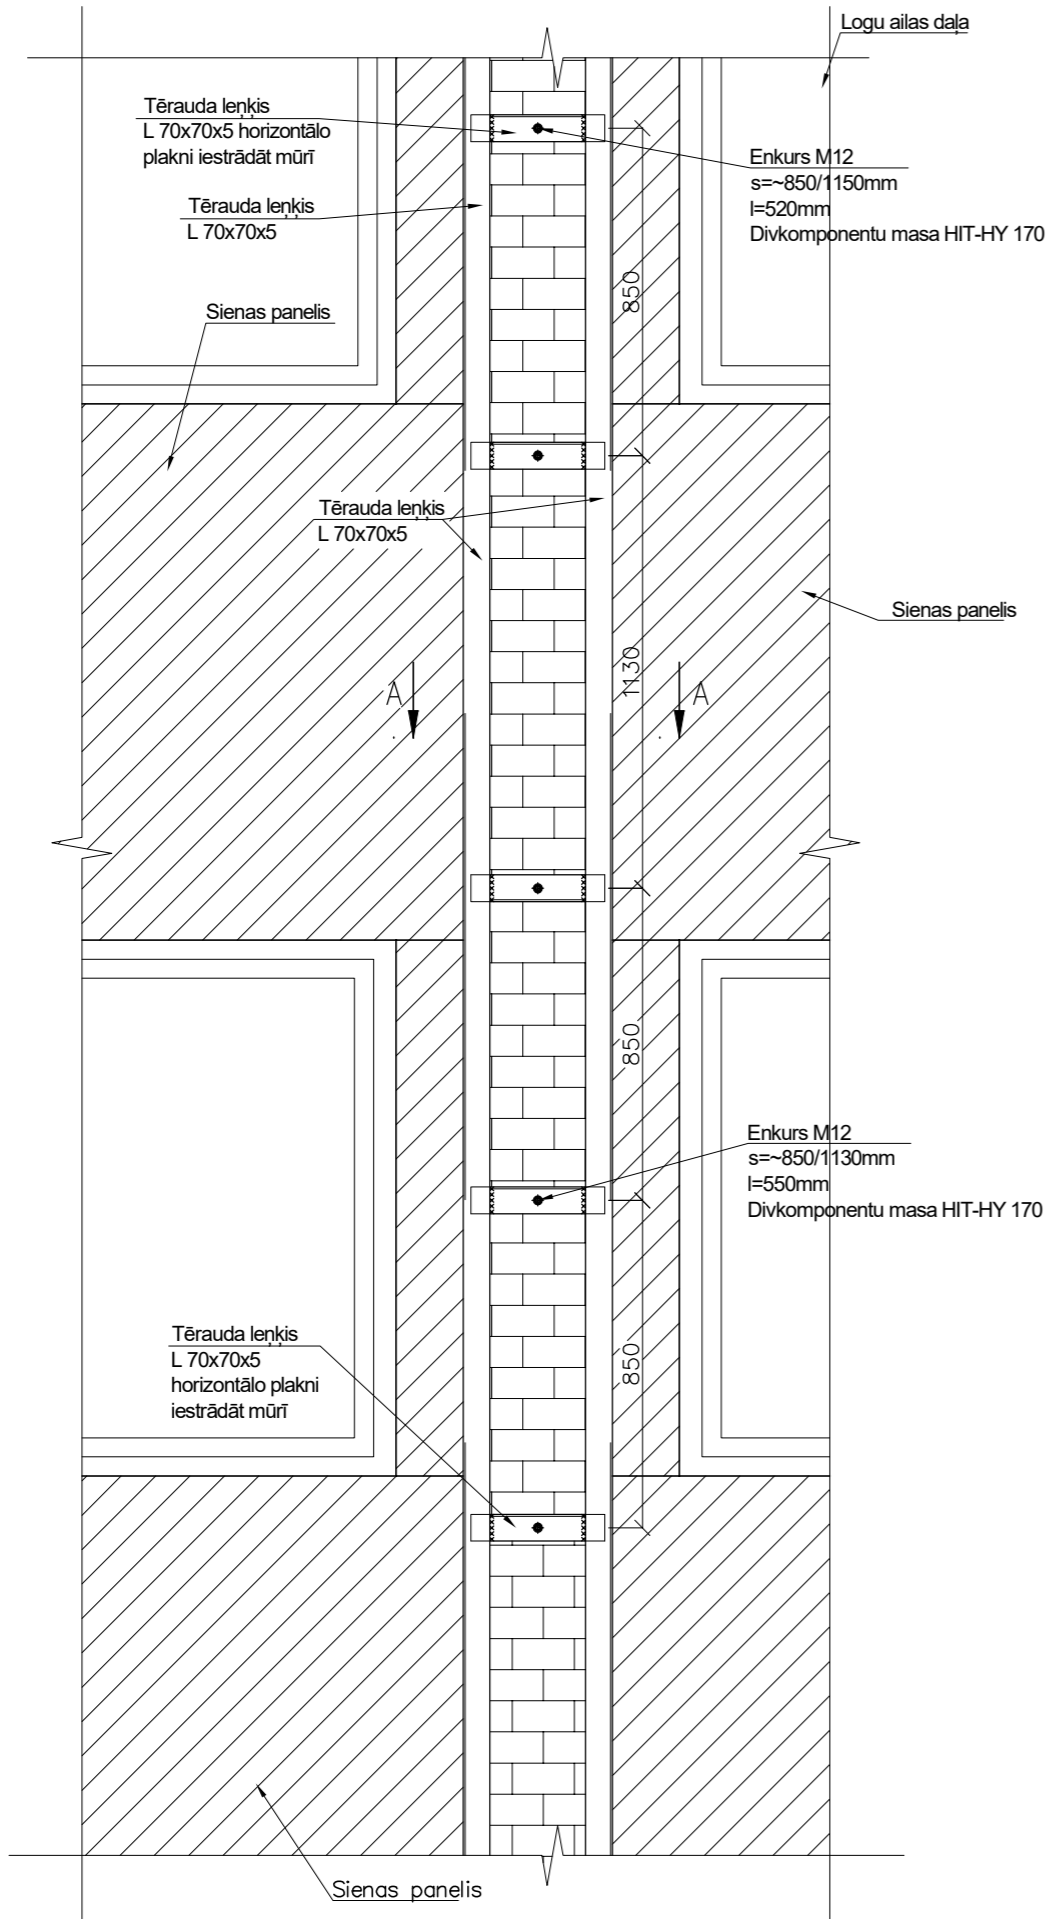 Logu ailas daļa
Tērauda leņķis
L 70x70x5 horizontālo
plakni iestrādāt mūrī
Enkurs M12
s=~850/1150mm
l=520mm
Divkomponentu masa HIT-HY 170
Tērauda leņķis
L 70x70x5
850
Sienas panelis
Tērauda leņķis
L 70x70x5
Sienas panelis
1130
A
A
850
Enkurs M12
s=~850/1130mm
l=550mm
Divkomponentu masa HIT-HY 170
Tērauda leņķis
L 70x70x5
horizontālo plakni
iestrādāt mūrī
850
Sienas panelis